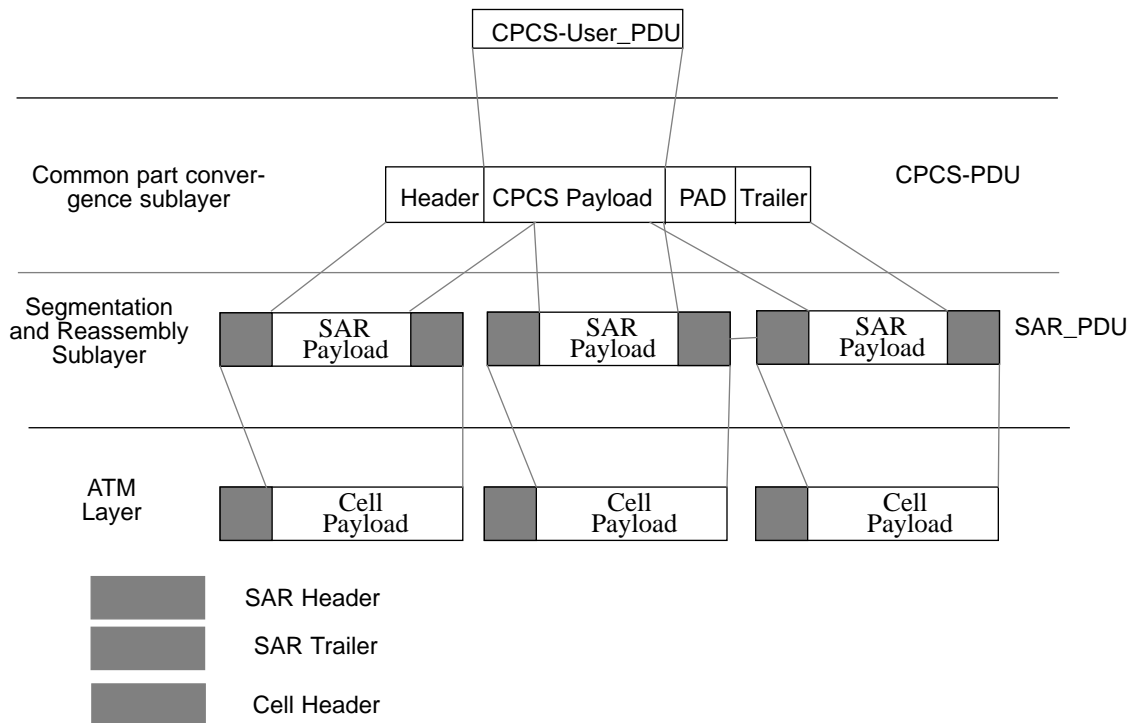 CPCS-User_PDU
Common part conver-
gence sublayer
Header
CPCS Payload
PAD
Trailer
CPCS-PDU
Segmentation
and Reassembly
Sublayer
SAR
Payload
SAR
Payload
SAR
Payload
SAR_PDU
ATM
Layer
Cell
Payload
Cell
Payload
Cell
Payload
SAR Header
SAR Trailer
Cell Header